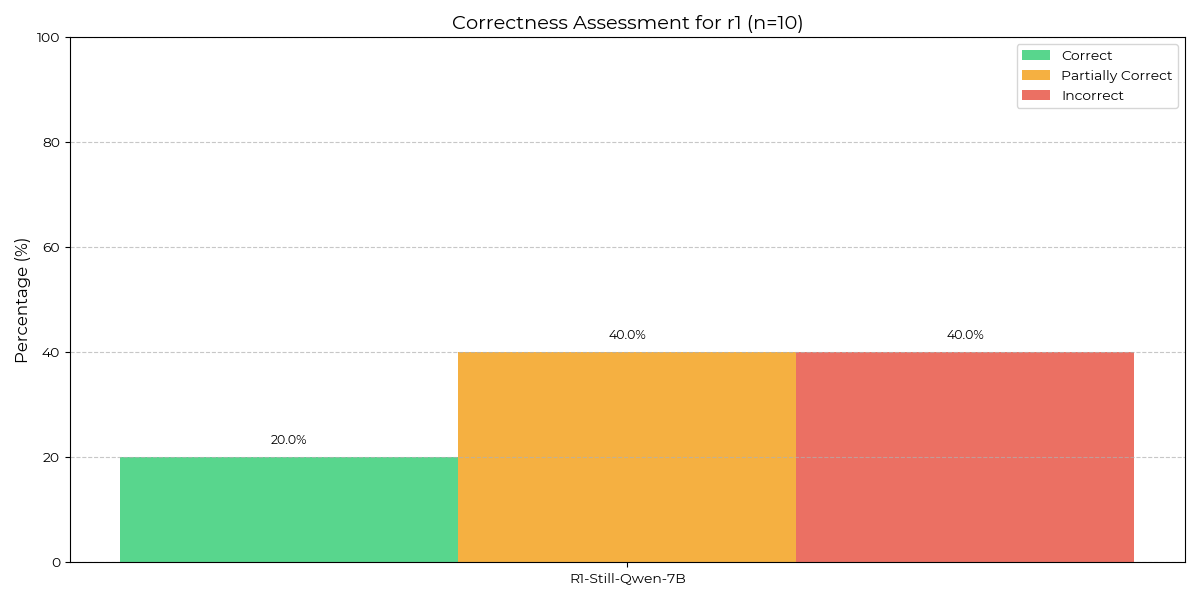 Correctness Assessment for r1 (n=10)
100
80
60
40
20
0
Percentage (%)
Correct
Partially Correct
Incorrect
20.0%
40.0%
40.0%
R1-Still-Qwen-7B